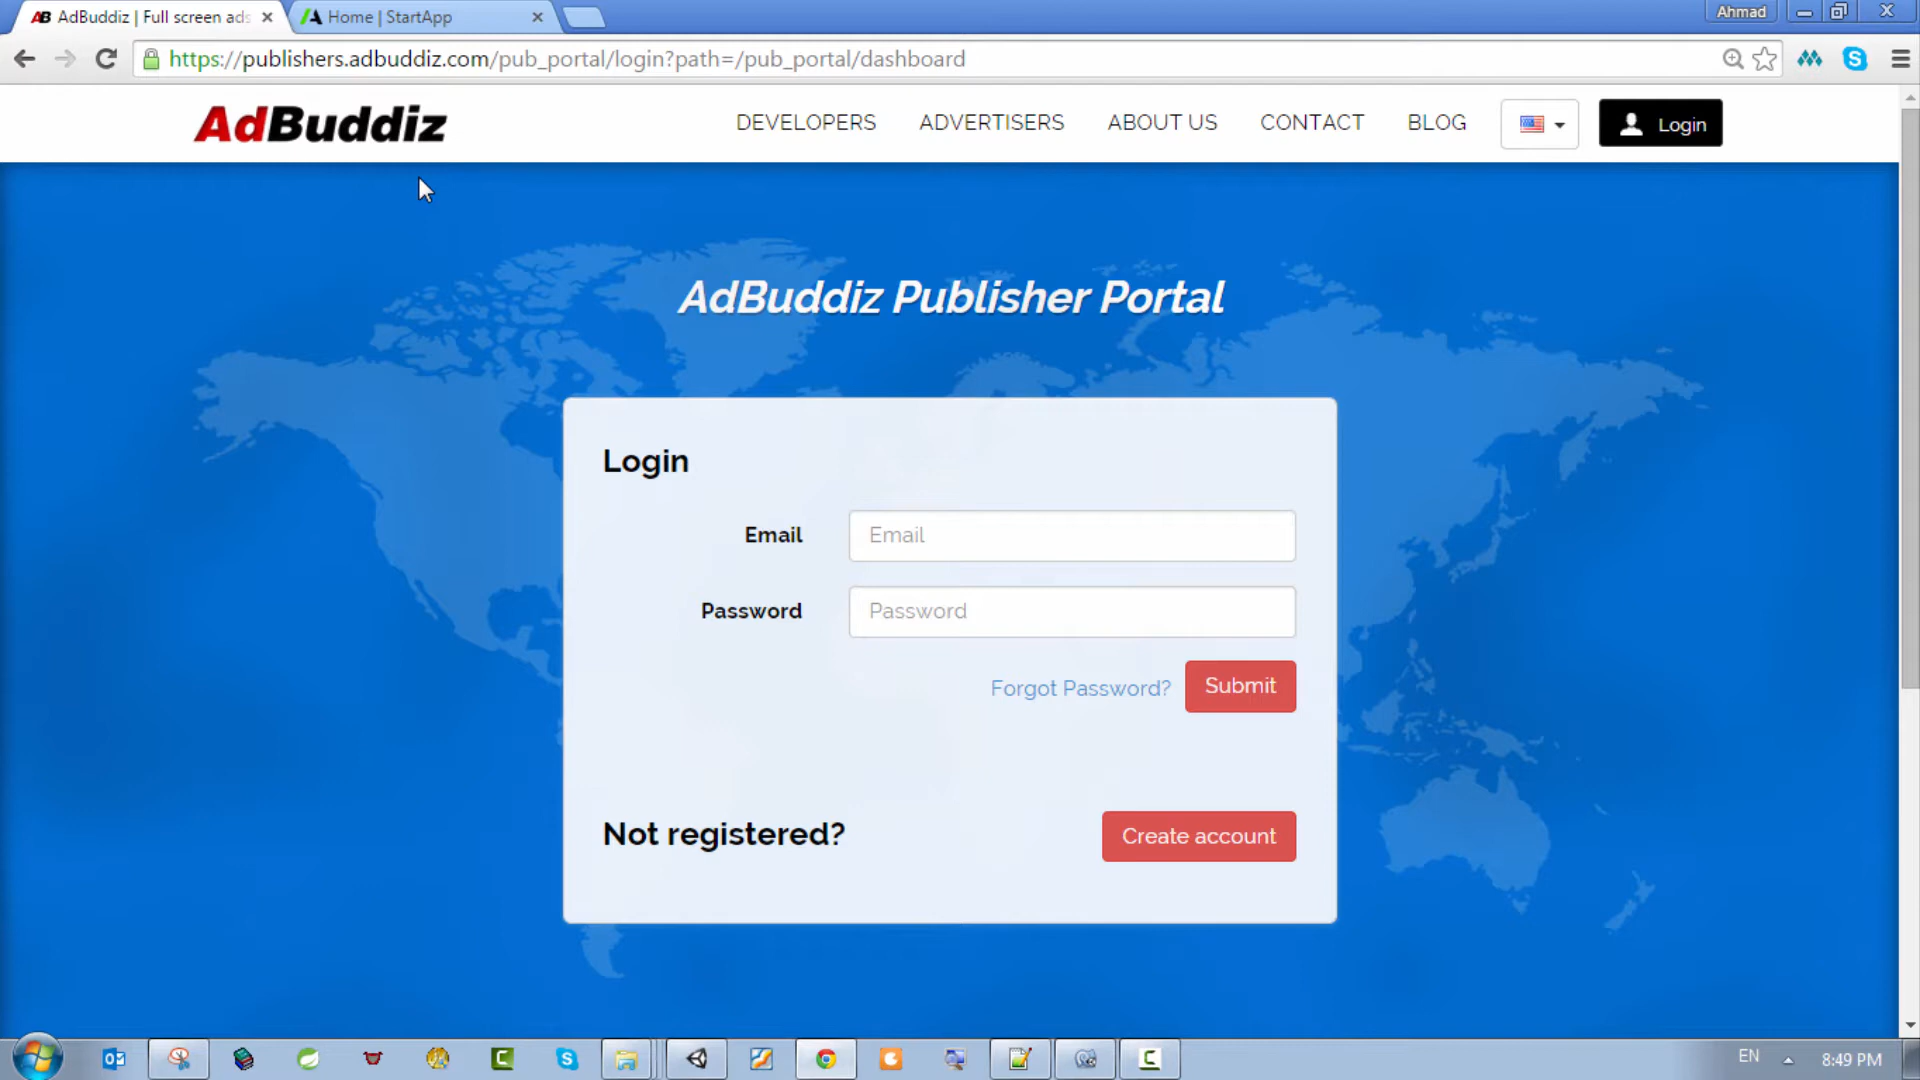 AdBuddiz | Full screen ads
Home | StartApp
Ahmad
https://publishers.adbuddiz.com/pub_portal/login?path=/pub_portal/dashboard
AdBuddiz
DEVELOPERS
ADVERTISERS
ABOUT US
CONTACT
BLOG
Login
AdBuddiz Publisher Portal
Login
Email
Email
Password
Password
Forgot Password?
Submit
Not registered?
Create account
EN
8:49 PM